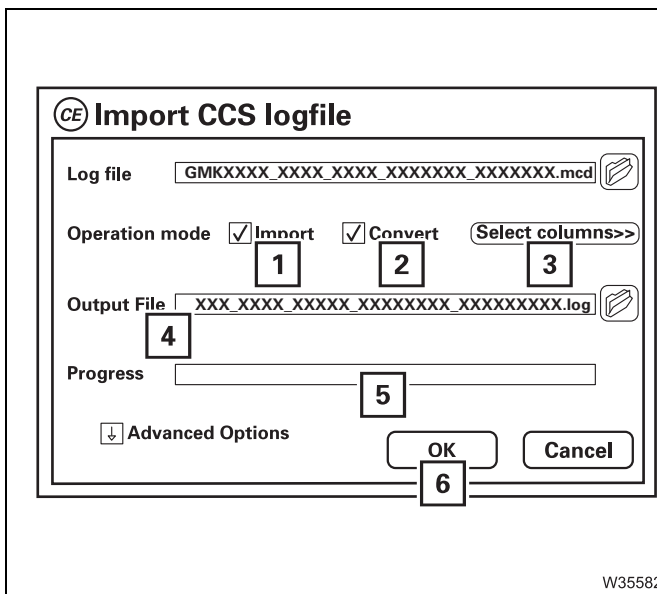 CE Import CCS logfile
Log file GMKXXXX_XXXX_XXXX_XXXXXXX_XXXXXXX.mcd
Operation mode ✓ Import ✓ Convert Select columns>>
1 2 3
Output File XXX_XXXX_XXXXX_XXXXXXXX_XXXXXXXXX.log
4
Progress
5
Advanced Options
OK Cancel
6
W35582